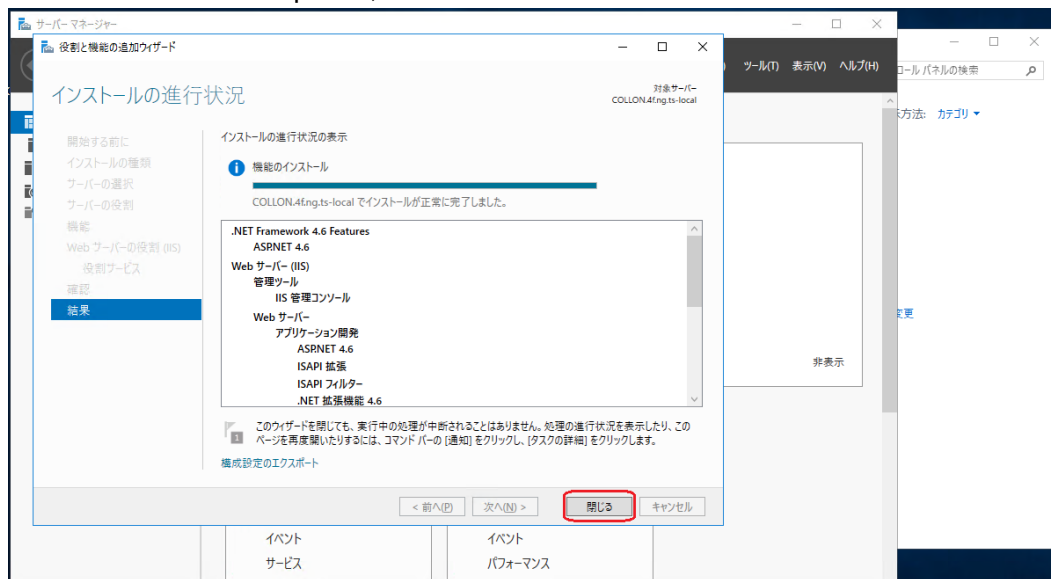 サーバー マネージャー
役割と機能の追加ウィザード
ツール(T) 表示(V) ヘルプ(H)
ロール パネルの検索
インストールの進行状況
対象サーバー
COLLON.4f.ng.ts-local
方法: カテゴリ
開始する前に
インストールの種類
サーバーの選択
サーバーの役割
機能
Web サーバーの役割 (IIS)
役割サービス
確認
結果
インストールの進行状況の表示
機能のインストール
COLLON.4f.ng.ts-local でインストールが正常に完了しました。
.NET Framework 4.6 Features
ASP.NET 4.6
Web サーバー (IIS)
管理ツール
IIS 管理コンソール
Web サーバー
アプリケーション開発
ASP.NET 4.6
ISAPI 拡張
ISAPI フィルター
.NET 拡張機能 4.6
変更
非表示
1
このウィザードを閉じても、実行中の処理が中断されることはありません。処理の進行状況を表示したり、この
ページを再度開いたりするには、コマンド バーの [通知] をクリックし、[タスクの詳細] をクリックします。
構成設定のエクスポート
< 前へ(P) 次へ(N) > 閉じる キャンセル
イベント
サービス
イベント
パフォーマンス